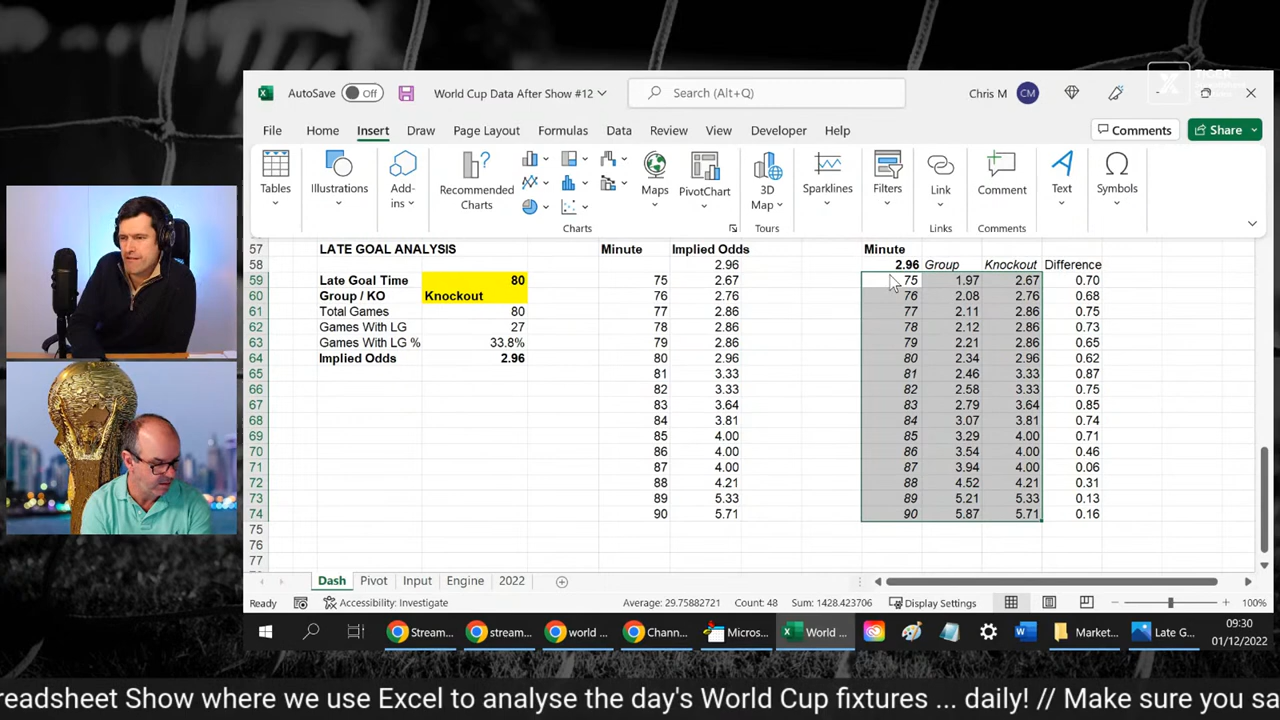 TIGER
AutoSave Off World Cup Data After Show #12 Search (Alt+Q) Chris M CM
File Home Insert Draw Page Layout Formulas Data Review View Developer Help Comments Share
Tables Illustrations Add-ins Recommended Charts Maps PivotChart 3D Map Sparklines Filters Link Comment Text Symbols
Charts Tours Links Comments
57 LATE GOAL ANALYSIS Minute Implied Odds Minute
58 2.96 2.96 Group Knockout Difference
59 Late Goal Time 80 75 2.67 75 1.97 2.67 0.70
60 Group / KO Knockout 76 2.76 76 2.08 2.76 0.68
61 Total Games 80 77 2.86 77 2.11 2.86 0.75
62 Games With LG 27 78 2.86 78 2.12 2.86 0.73
63 Games With LG % 33.8% 79 2.86 79 2.21 2.86 0.65
64 Implied Odds 2.96 80 2.96 80 2.34 2.96 0.62
65 81 3.33 81 2.46 3.33 0.87
66 82 3.33 82 2.58 3.33 0.75
67 83 3.64 83 2.79 3.64 0.85
68 84 3.81 84 3.07 3.81 0.74
69 85 4.00 85 3.29 4.00 0.71
70 86 4.00 86 3.54 4.00 0.46
71 87 4.00 87 3.94 4.00 0.06
72 88 4.21 88 4.52 4.21 0.31
73 89 5.33 89 5.21 5.33 0.13
74 90 5.71 90 5.87 5.71 0.16
75
76
77
Dash Pivot Input Engine 2022
Ready Accessibility: Investigate Average: 29.75882721 Count: 48 Sum: 1428.423706 Display Settings 100%
Stream... stream... world ... Chann... Micros... World ... Market... Late G... 09:30
01/12/2022
readsheet Show where we use Excel to analyse the day's World Cup fixtures ... daily! // Make sure you sa